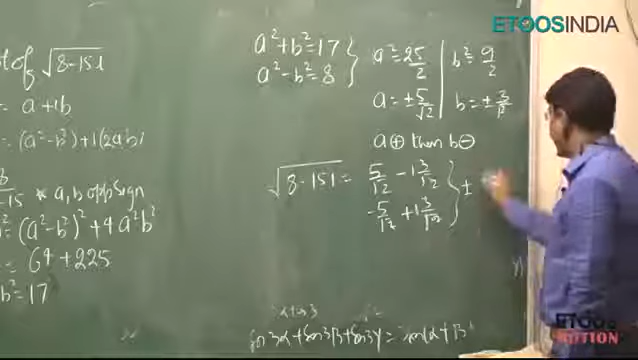 ETOOSINDIA
t of √8-15i
= a+ib
= (a²-b²)+i(2ab)
-15 * a,b opp sign
= (a²-b²)² + 4a²b²
= 64+225
b²=17
a²+b²=17
a²-b²=8
a²=25/2 b²=9/2
a=±5/√2 b=±3/√2
a⊕ then b⊖
√8-15i = 5/√2 - i3/√2
-5/√2 + i3/√2
±
MOTION